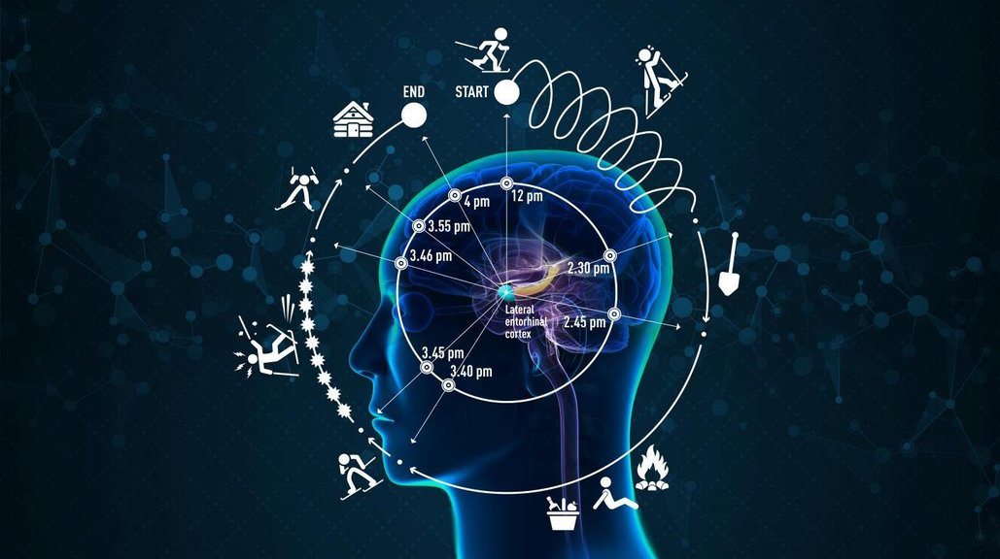 END
START
12 pm
4 pm
3.55 pm
3.46 pm
2.30 pm
Lateral
entorhinal
cortex
2.45 pm
3.45 pm
3.40 pm